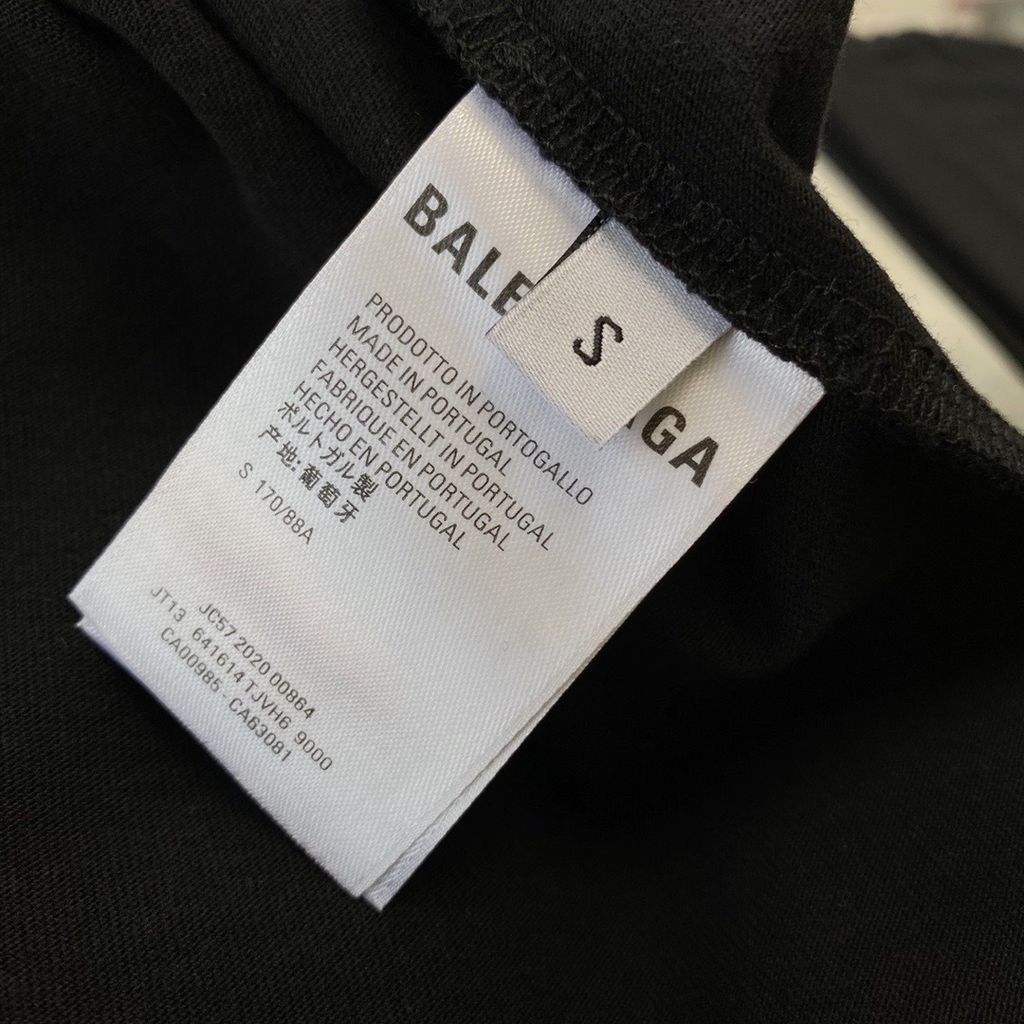 BALE GA
S
PRODOTTO IN PORTOGALLO
MADE IN PORTUGAL
HERGESTELLT IN PORTUGAL
FABRIQUE EN PORTUGAL
HECHO EN PORTUGAL
ポルトガル製
产地:葡萄牙
S 170/88A
JC57 2020 00864
JT13 641614 TJVH6 9000
CA00985 - CA63081